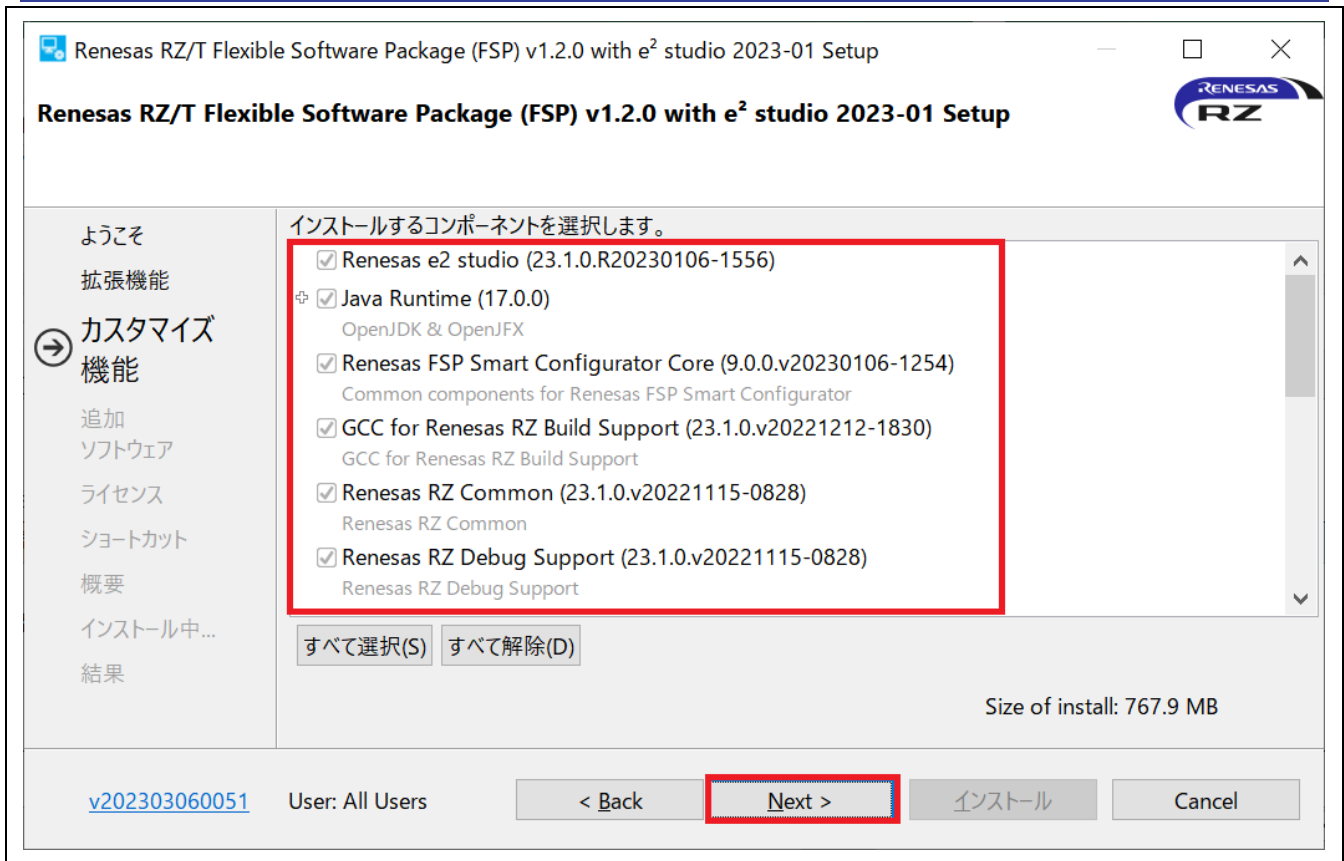 Renesas RZ/T Flexible Software Package (FSP) v1.2.0 with e² studio 2023-01 Setup
Renesas RZ/T Flexible Software Package (FSP) v1.2.0 with e² studio 2023-01 Setup
RENESAS
RZ
ようこそ
拡張機能
カスタマイズ
機能
追加
ソフトウェア
ライセンス
ショートカット
概要
インストール中...
結果
インストールするコンポーネントを選択します。
Renesas e2 studio (23.1.0.R20230106-1556)
Java Runtime (17.0.0)
OpenJDK & OpenJFX
Renesas FSP Smart Configurator Core (9.0.0.v20230106-1254)
Common components for Renesas FSP Smart Configurator
GCC for Renesas RZ Build Support (23.1.0.v20221212-1830)
GCC for Renesas RZ Build Support
Renesas RZ Common (23.1.0.v20221115-0828)
Renesas RZ Common
Renesas RZ Debug Support (23.1.0.v20221115-0828)
Renesas RZ Debug Support
すべて選択(S) すべて解除(D)
Size of install: 767.9 MB
v202303060051 User: All Users < Back Next > インストール Cancel